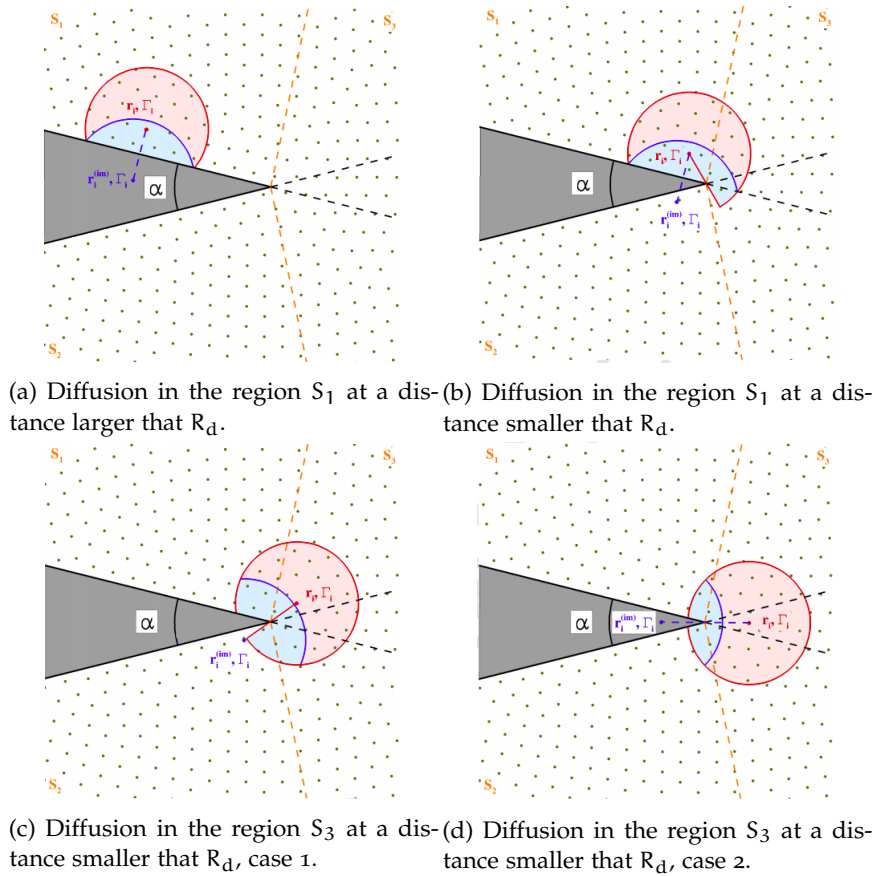 S₁ S₃
rᵢ, Γᵢ
rᵢ⁽ⁱᵐ⁾, Γᵢ
α
S₂
S₁ S₃
rᵢ, Γᵢ
α
rᵢ⁽ⁱᵐ⁾, Γᵢ
S₂
(a) Diffusion in the region S₁ at a dis-
tance larger that R_d.
(b) Diffusion in the region S₁ at a dis-
tance smaller that R_d.
S₁ S₃
rᵢ, Γᵢ
α
rᵢ⁽ⁱᵐ⁾, Γᵢ
S₂
S₁ S₃
α rᵢ⁽ⁱᵐ⁾, Γᵢ rᵢ, Γᵢ
S₂
(c) Diffusion in the region S₃ at a dis-
tance smaller that R_d, case 1.
(d) Diffusion in the region S₃ at a dis-
tance smaller that R_d, case 2.